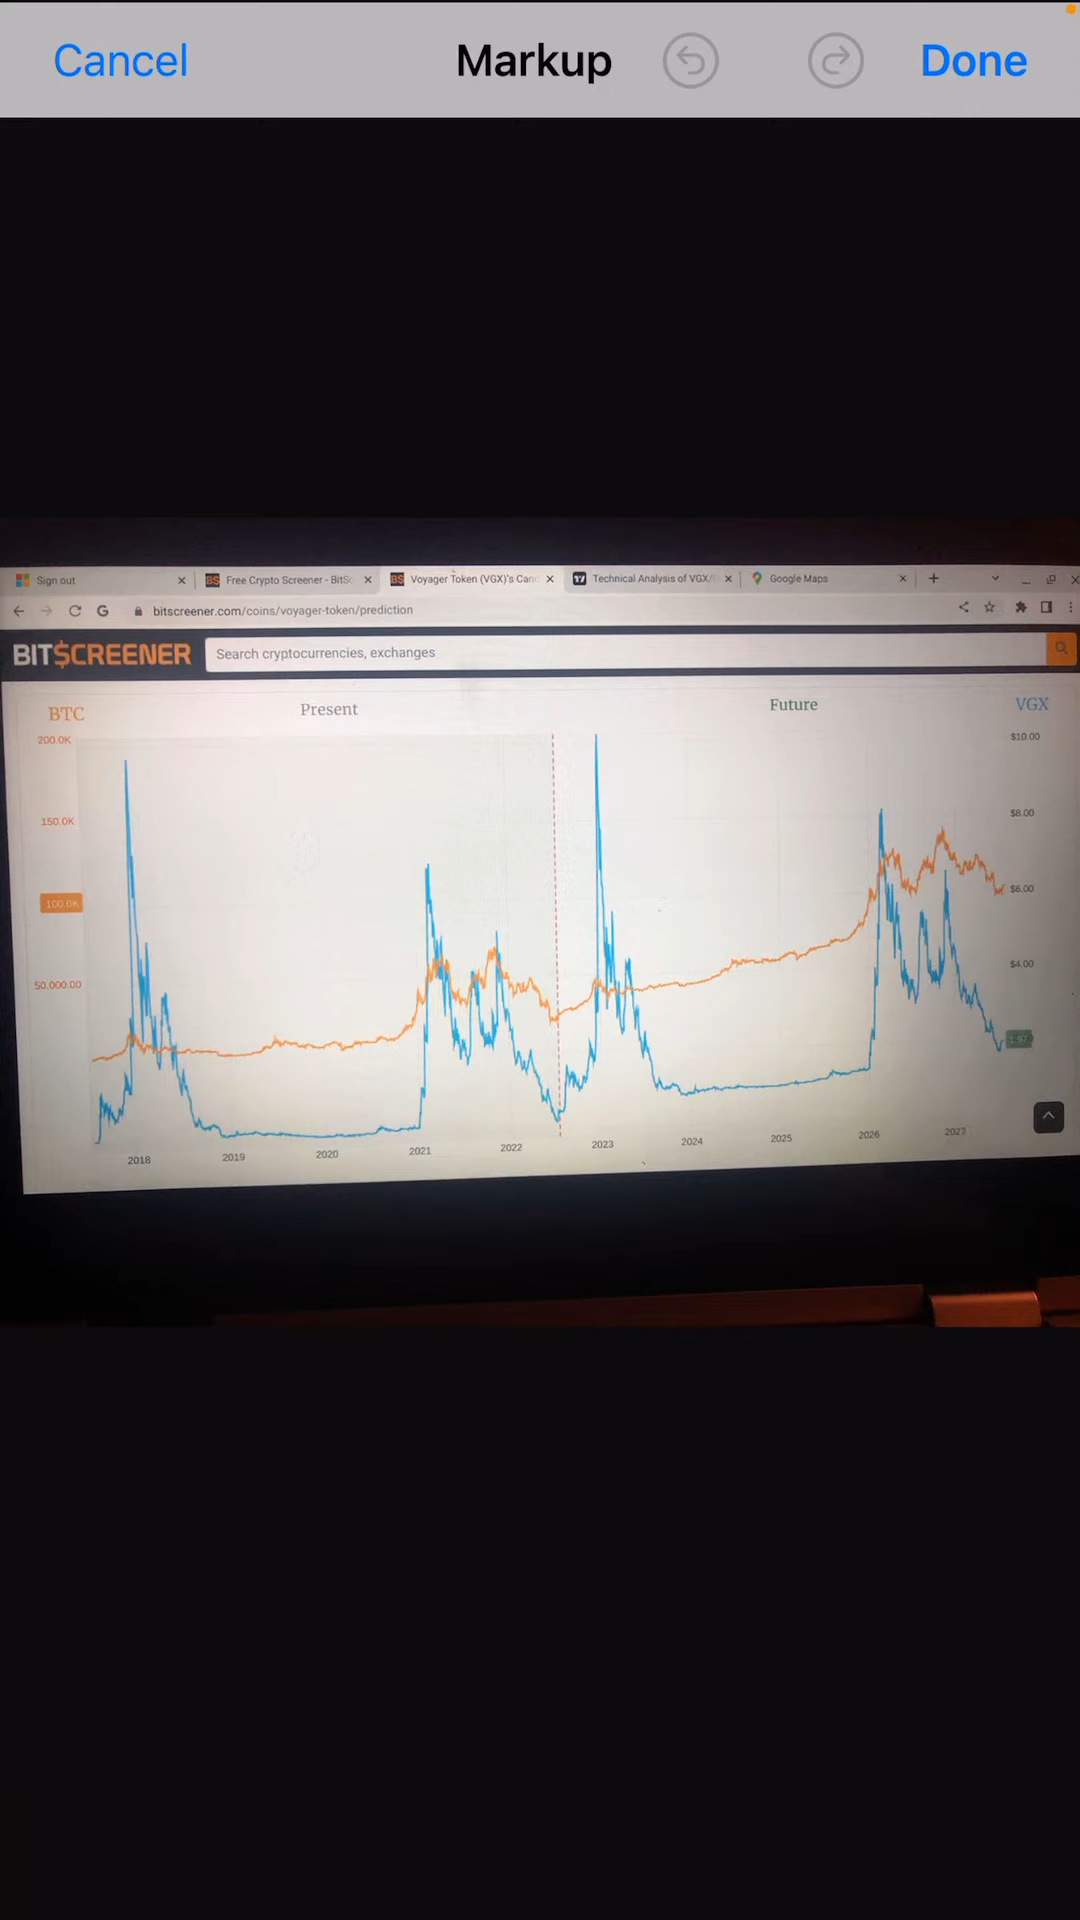 Cancel Markup Done
Sign out Free Crypto Screener - BitSc Voyager Token (VGX)'s Can Technical Analysis of VGX/ Google Maps
bitscreener.com/coins/voyager-token/prediction
BIT$CREENER Search cryptocurrencies, exchanges
BTC Present Future VGX
200.0K $10.00
150.0K $8.00
100.0K $6.00
50,000.00 $4.00
2018 2019 2020 2021 2022 2023 2024 2025 2026 2027